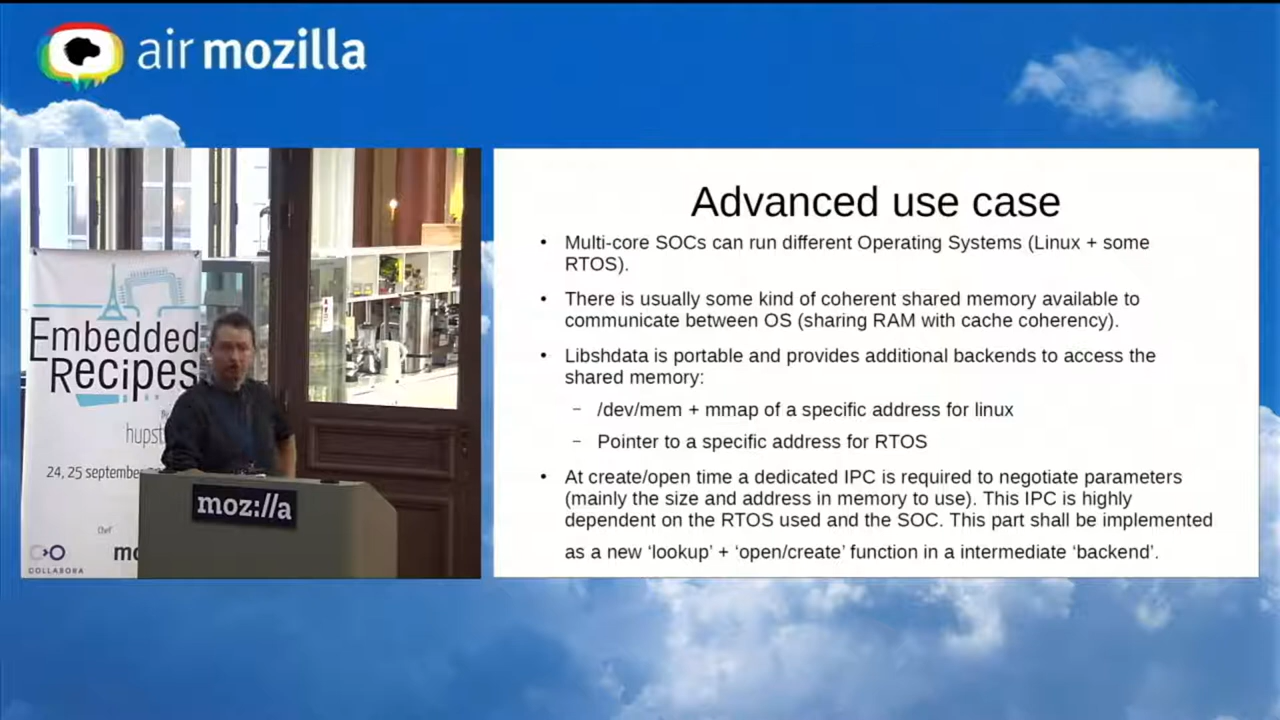 air mozilla
Embedded
Recipes
hupst
24, 25 september
Chef
mo
COLLABORA
moz://a
Advanced use case
• Multi-core SOCs can run different Operating Systems (Linux + some
RTOS).
• There is usually some kind of coherent shared memory available to
communicate between OS (sharing RAM with cache coherency).
• Libshdata is portable and provides additional backends to access the
shared memory:
– /dev/mem + mmap of a specific address for linux
– Pointer to a specific address for RTOS
• At create/open time a dedicated IPC is required to negotiate parameters
(mainly the size and address in memory to use). This IPC is highly
dependent on the RTOS used and the SOC. This part shall be implemented
as a new ‘lookup’ + ‘open/create’ function in a intermediate ‘backend’.